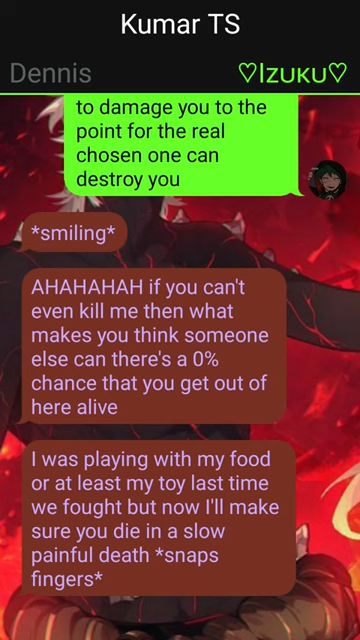 Kumar TS
Dennis
♡Izuku♡
to damage you to the
point for the real
chosen one can
destroy you
*smiling*
AHAHAHAH if you can't
even kill me then what
makes you think someone
else can there's a 0%
chance that you get out of
here alive
I was playing with my food
or at least my toy last time
we fought but now I'll make
sure you die in a slow
painful death *snaps
fingers*